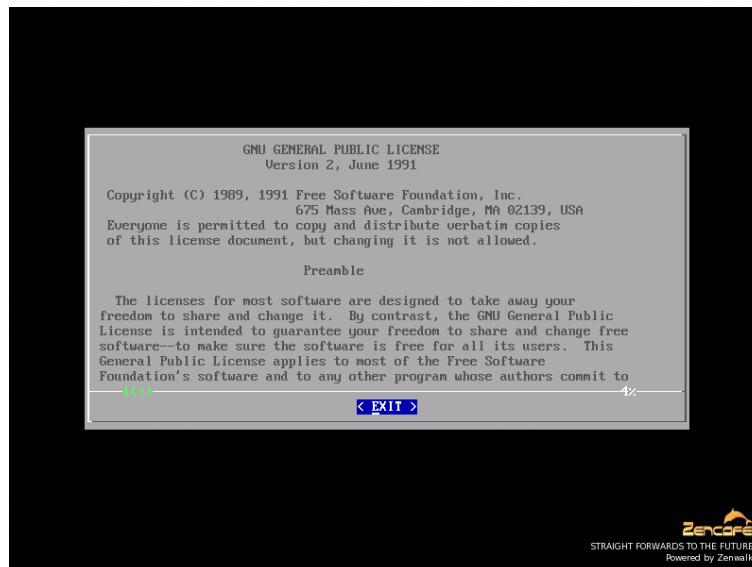 GNU GENERAL PUBLIC LICENSE
Version 2, June 1991
Copyright (C) 1989, 1991 Free Software Foundation, Inc.
675 Mass Ave, Cambridge, MA 02139, USA
Everyone is permitted to copy and distribute verbatim copies
of this license document, but changing it is not allowed.
Preamble
The licenses for most software are designed to take away your
freedom to share and change it.  By contrast, the GNU General Public
License is intended to guarantee your freedom to share and change free
software--to make sure the software is free for all its users.  This
General Public License applies to most of the Free Software
Foundation's software and to any other program whose authors commit to
4%
< EXIT >
Zencafe
STRAIGHT FORWARDS TO THE FUTURE
Powered by Zenwalk